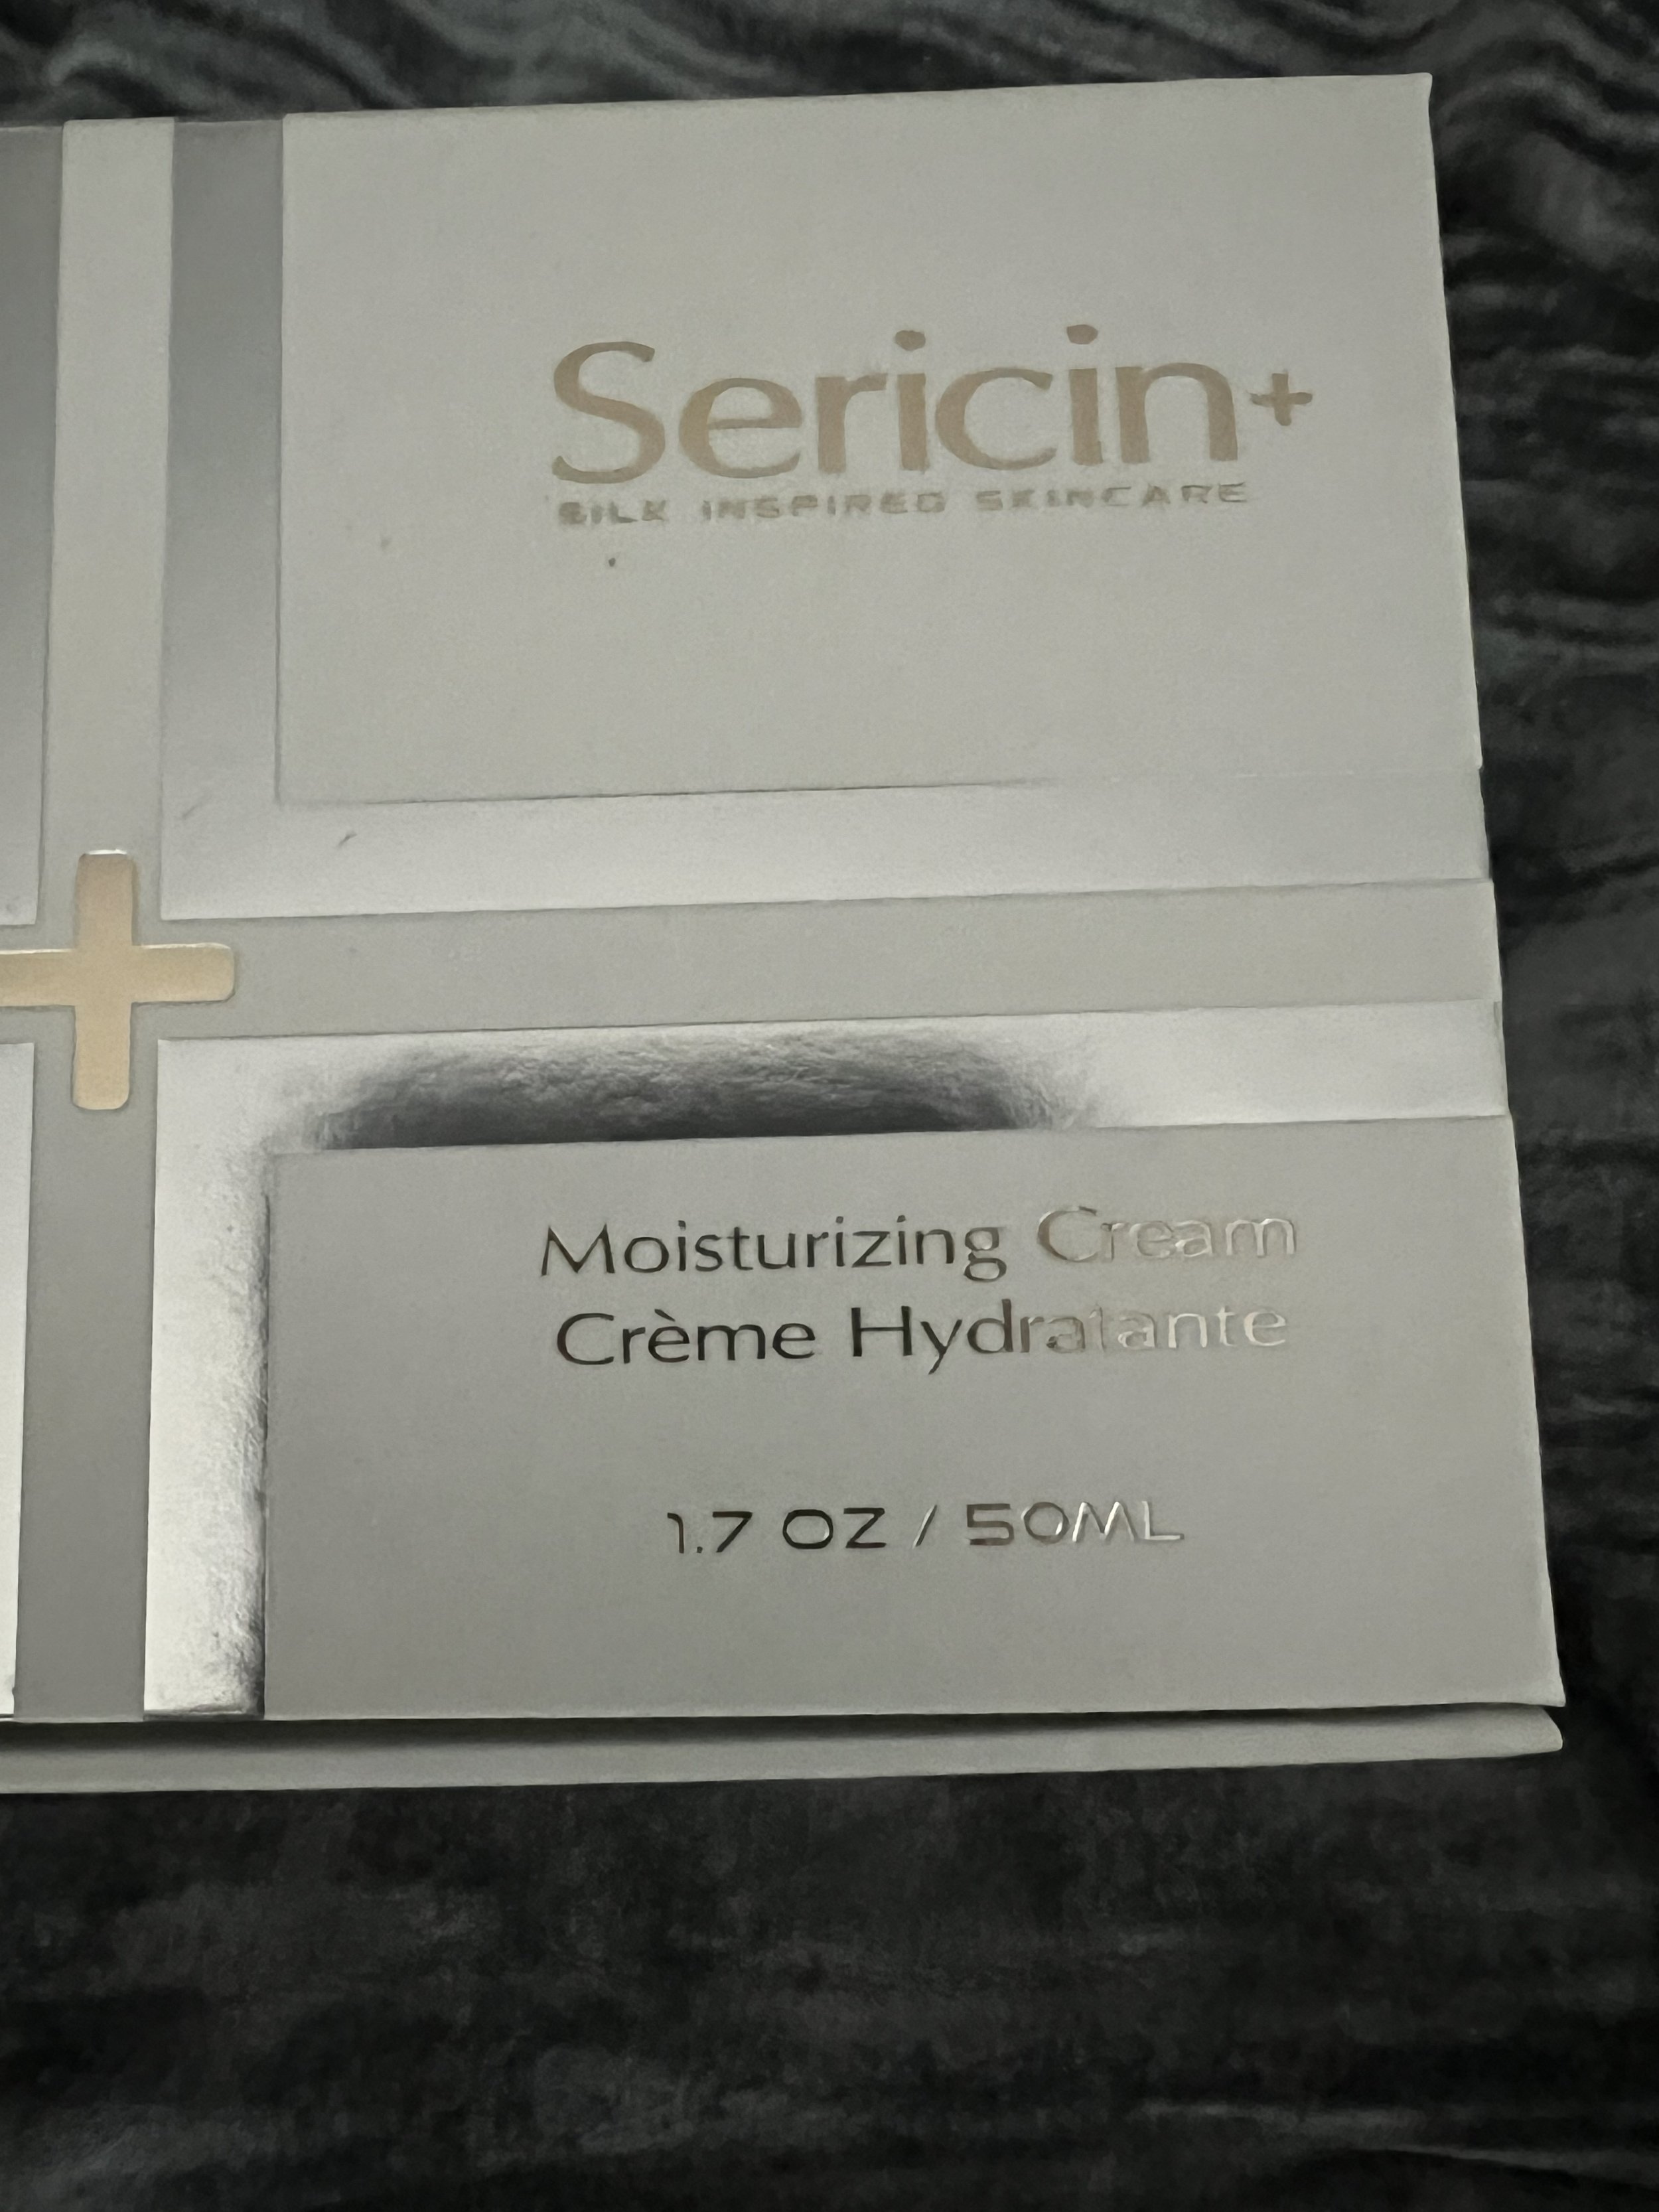 Sericin+
SILK INSPIRED SKINCARE
Moisturizing Cream
Crème Hydratante
1.7 OZ / 50ML